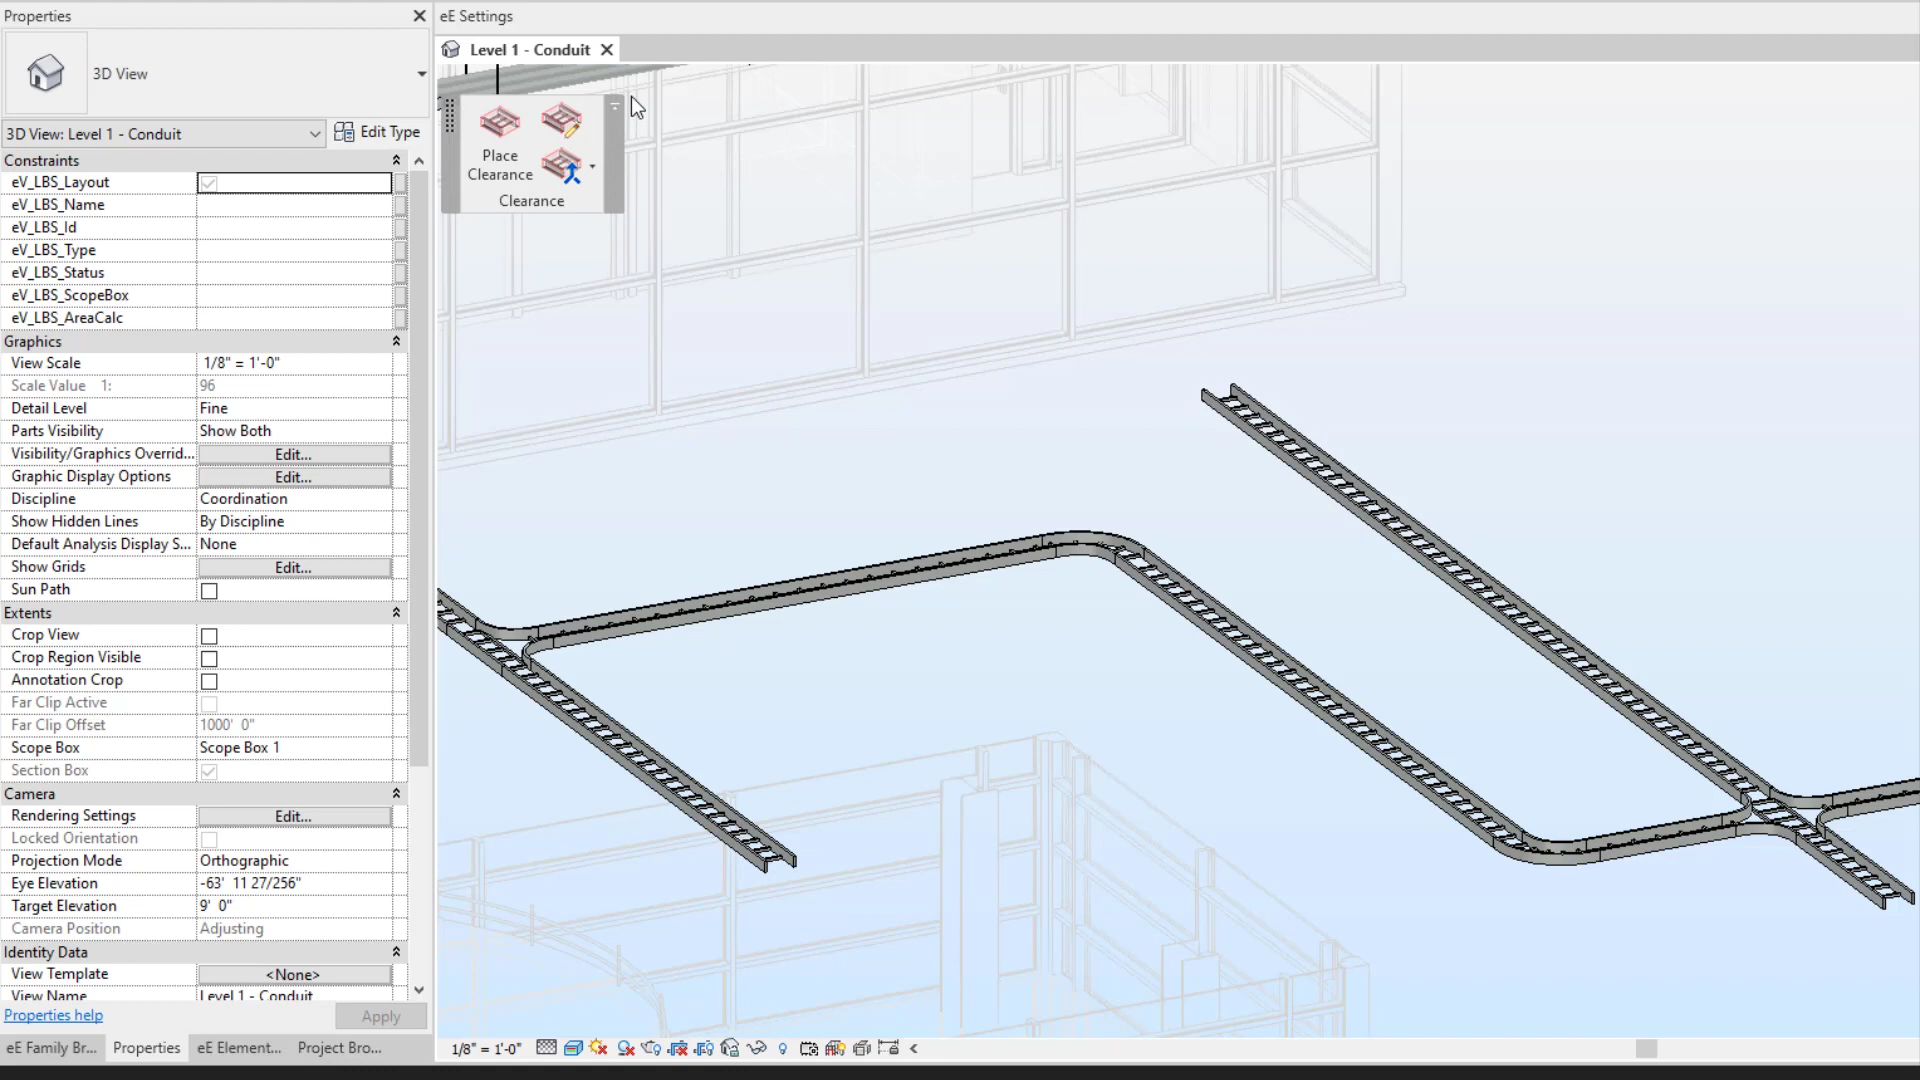 Properties
eE Settings
Level 1 - Conduit
3D View
3D View: Level 1 - Conduit
Edit Type
Constraints
eV_LBS_Layout
eV_LBS_Name
eV_LBS_Id
eV_LBS_Type
eV_LBS_Status
eV_LBS_ScopeBox
eV_LBS_AreaCalc
Graphics
View Scale 1/8" = 1'-0"
Scale Value 1: 96
Detail Level Fine
Parts Visibility Show Both
Visibility/Graphics Overrid... Edit...
Graphic Display Options Edit...
Discipline Coordination
Show Hidden Lines By Discipline
Default Analysis Display S... None
Show Grids Edit...
Sun Path
Extents
Crop View
Crop Region Visible
Annotation Crop
Far Clip Active
Far Clip Offset 1000' 0"
Scope Box Scope Box 1
Section Box
Camera
Rendering Settings Edit...
Locked Orientation
Projection Mode Orthographic
Eye Elevation -63' 11 27/256"
Target Elevation 9' 0"
Camera Position Adjusting
Identity Data
View Template <None>
View Name Level 1 - Conduit
Properties help
Apply
eE Family Br...
Properties
eE Element...
Project Bro...
Place
Clearance
Clearance
1/8" = 1'-0"